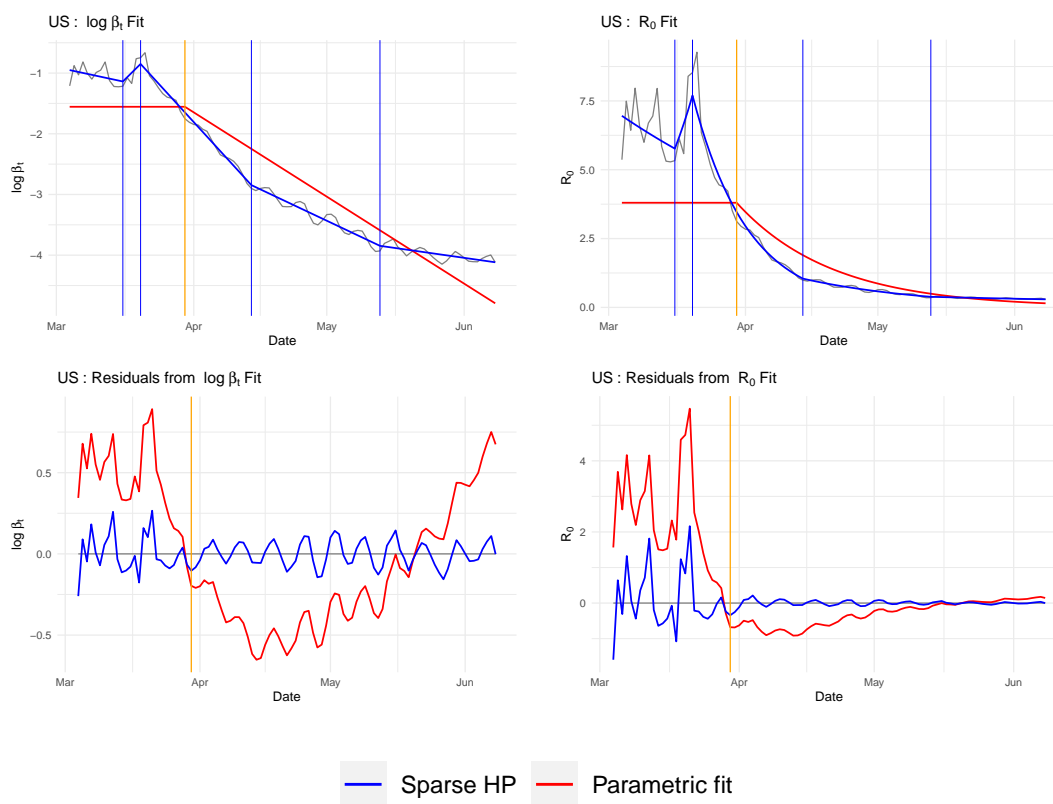 US : log βt Fit
log βt
−1
−2
−3
−4
Mar
Apr
May
Jun
Date
US : R0 Fit
R0
7.5
5.0
2.5
0.0
Mar
Apr
May
Jun
Date
US : Residuals from log βt Fit
log βt
0.5
0.0
−0.5
Mar
Apr
May
Jun
Date
US : Residuals from R0 Fit
R0
4
2
0
Mar
Apr
May
Jun
Date
Sparse HP
Parametric fit